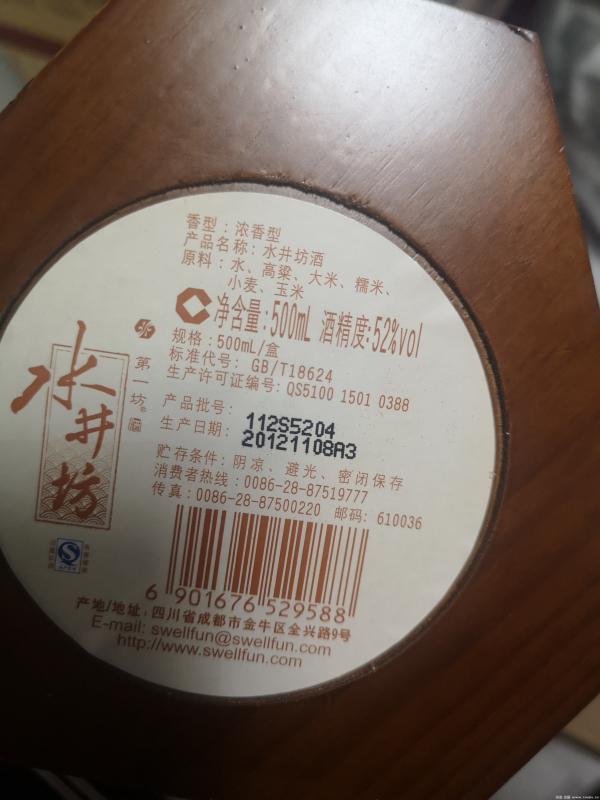 香型：浓香型
产品名称：水井坊酒
原料：水、高粱、大米、糯米、
小麦、玉米
净含量:500mL 酒精度:52%vol
规格：500mL/盒
标准代号：GB/T18624
生产许可证编号：QS5100 1501 0388
产品批号：112S5204
生产日期：20121108A3
贮存条件：阴凉、避光、密闭保存
消费者热线：0086-28-87519777
传真：0086-28-87500220 邮码：610036
水井坊
第一坊®
6 901676 529588
产地/地址：四川省成都市金牛区全兴路9号
E-mail: swellfun@swellfun.com
http://www.swellfun.com